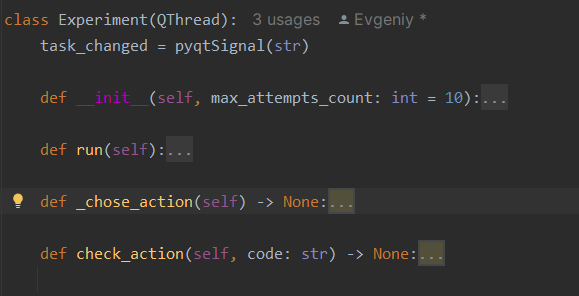 class Experiment(QThread): 3 usages Evgeniy *
task_changed = pyqtSignal(str)
def __init__(self, max_attempts_count: int = 10):...
def run(self):...
def _chose_action(self) -> None:...
def check_action(self, code: str) -> None:...